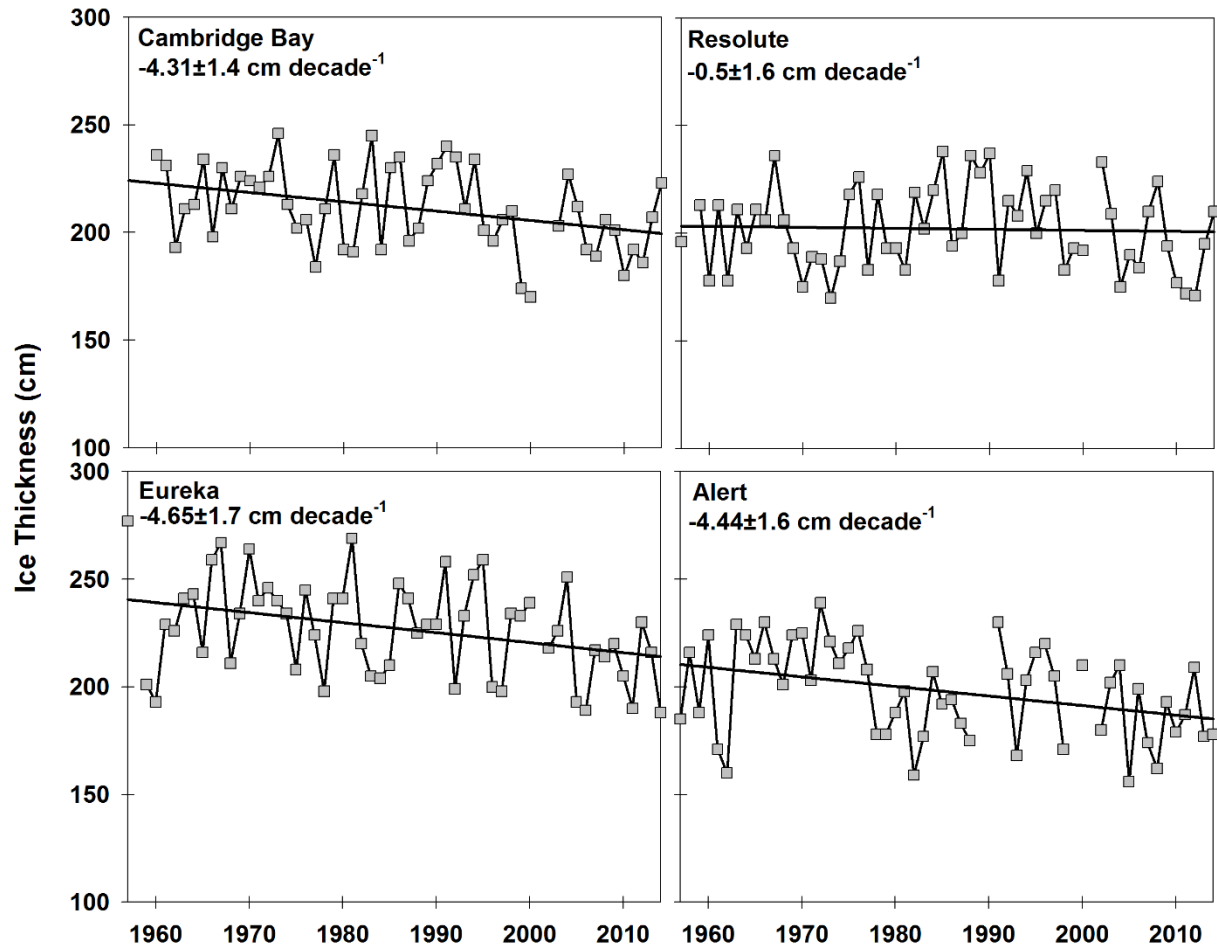 300
250
200
150
100
Cambridge Bay
-4.31±1.4 cm decade-1
Resolute
-0.5±1.6 cm decade-1
Ice Thickness (cm)
300
250
200
150
100
Eureka
-4.65±1.7 cm decade-1
Alert
-4.44±1.6 cm decade-1
1960 1970 1980 1990 2000 2010 1960 1970 1980 1990 2000 2010